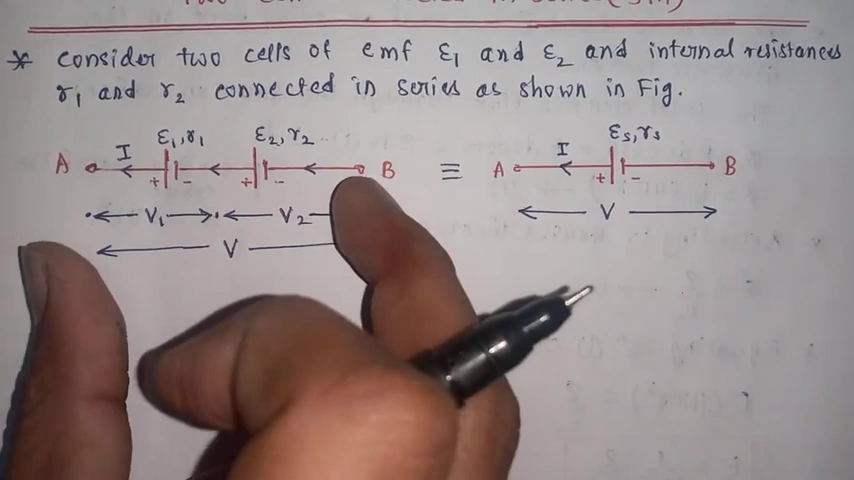 * Consider two cells of emf ε₁ and ε₂ and internal resistances
r₁ and r₂ connected in series as shown in Fig.
ε₁,r₁ ε₂,r₂ εs,rs
A I + - + - B ≡ A I + - B
V₁ V₂ V
V